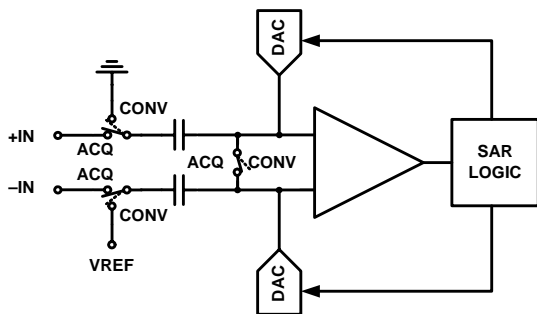 DAC
CONV
+IN
ACQ
ACQ
ACQ CONV
SAR
LOGIC
–IN
CONV
VREF
DAC